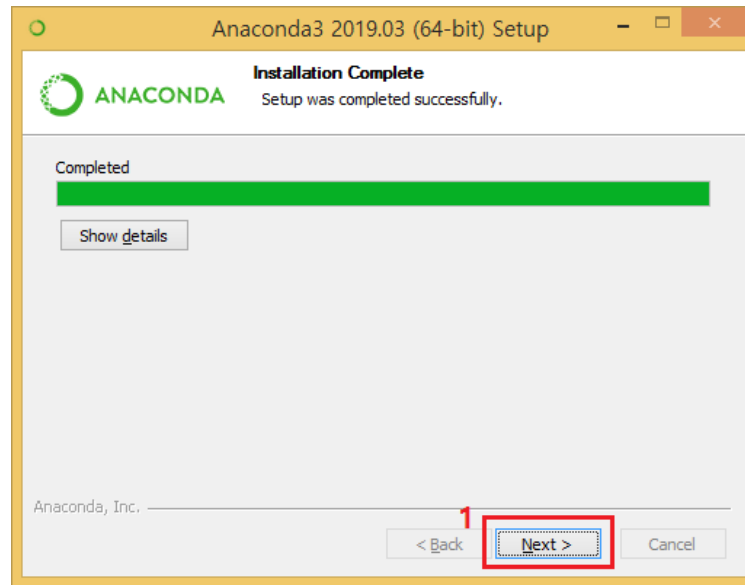 Anaconda3 2019.03 (64-bit) Setup
Installation Complete
ANACONDA
Setup was completed successfully.
Completed
Show details
Anaconda, Inc.
1
< Back
Next >
Cancel